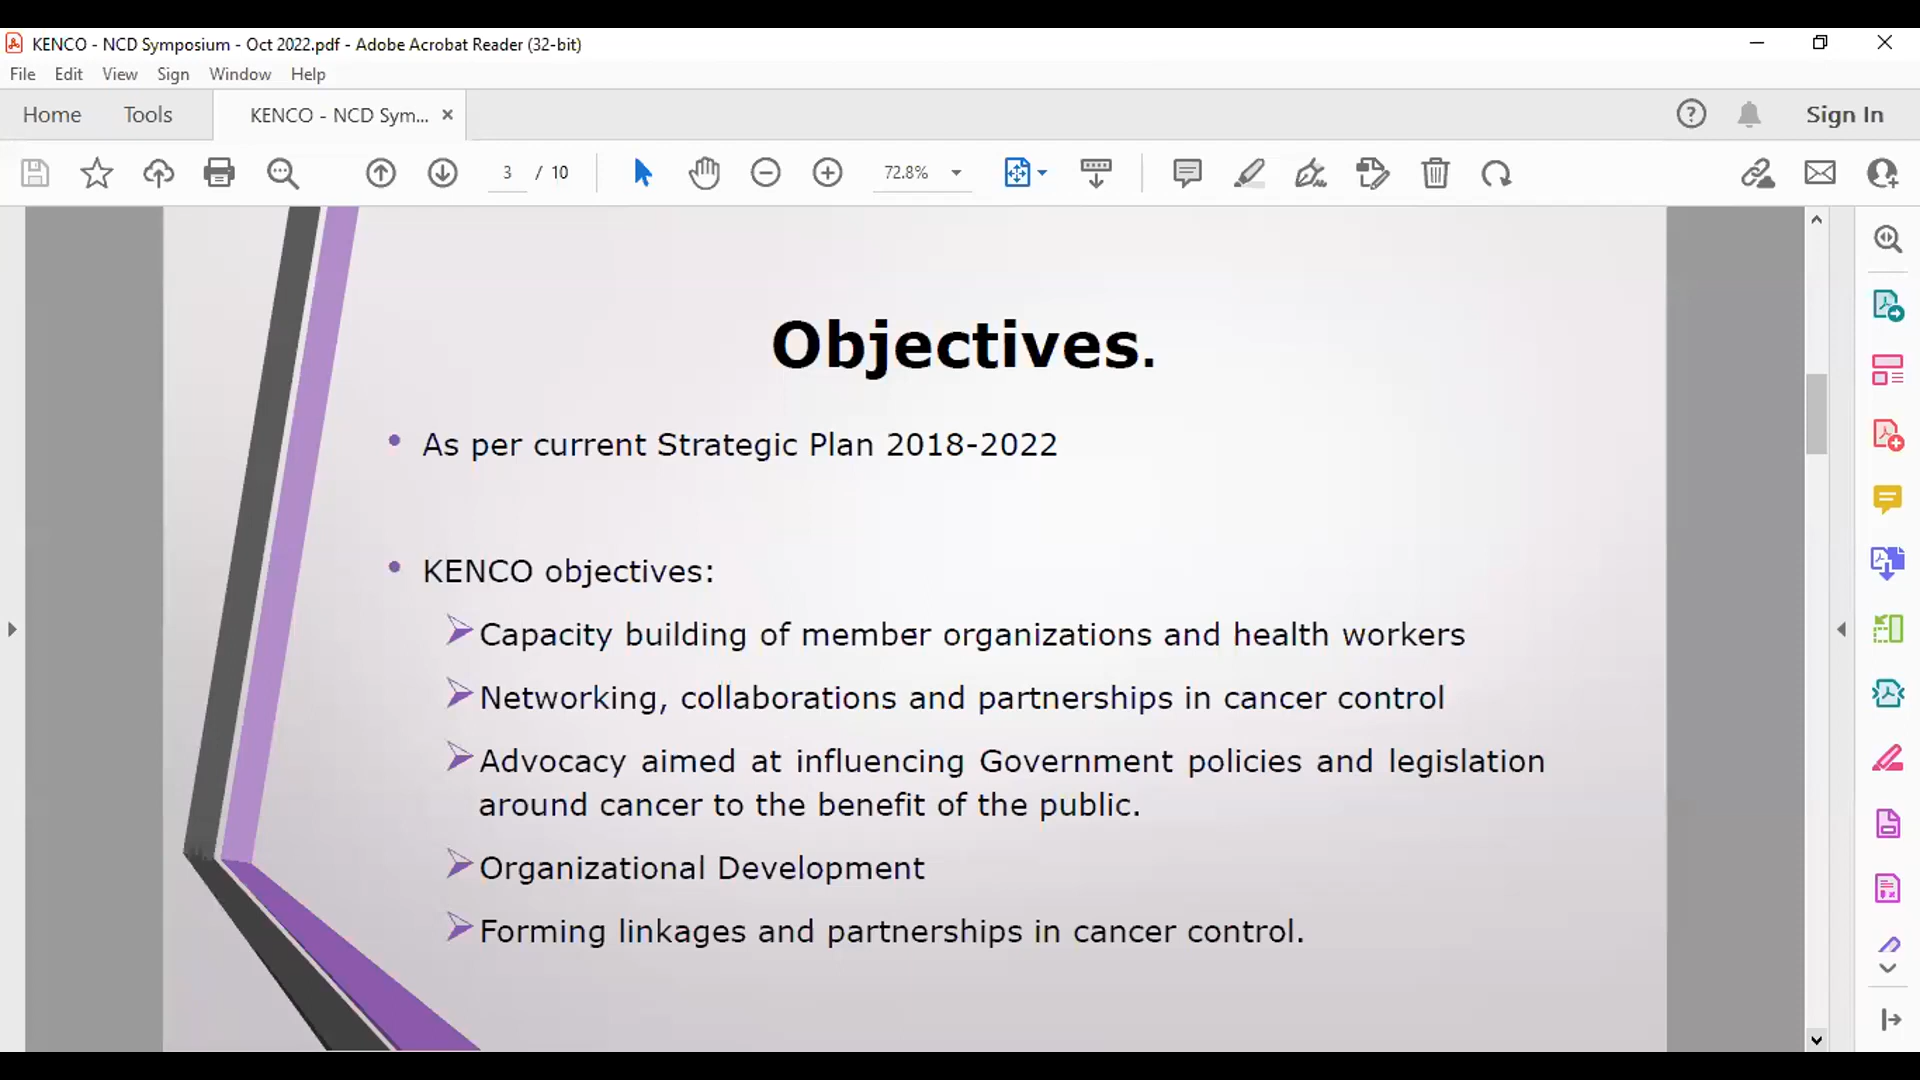 KENCO - NCD Symposium - Oct 2022.pdf - Adobe Acrobat Reader (32-bit)
File Edit View Sign Window Help
Home Tools KENCO - NCD Sym... Sign In
3 / 10 72.8%
Objectives.
• As per current Strategic Plan 2018-2022
• KENCO objectives:
Capacity building of member organizations and health workers
Networking, collaborations and partnerships in cancer control
Advocacy aimed at influencing Government policies and legislation
around cancer to the benefit of the public.
Organizational Development
Forming linkages and partnerships in cancer control.